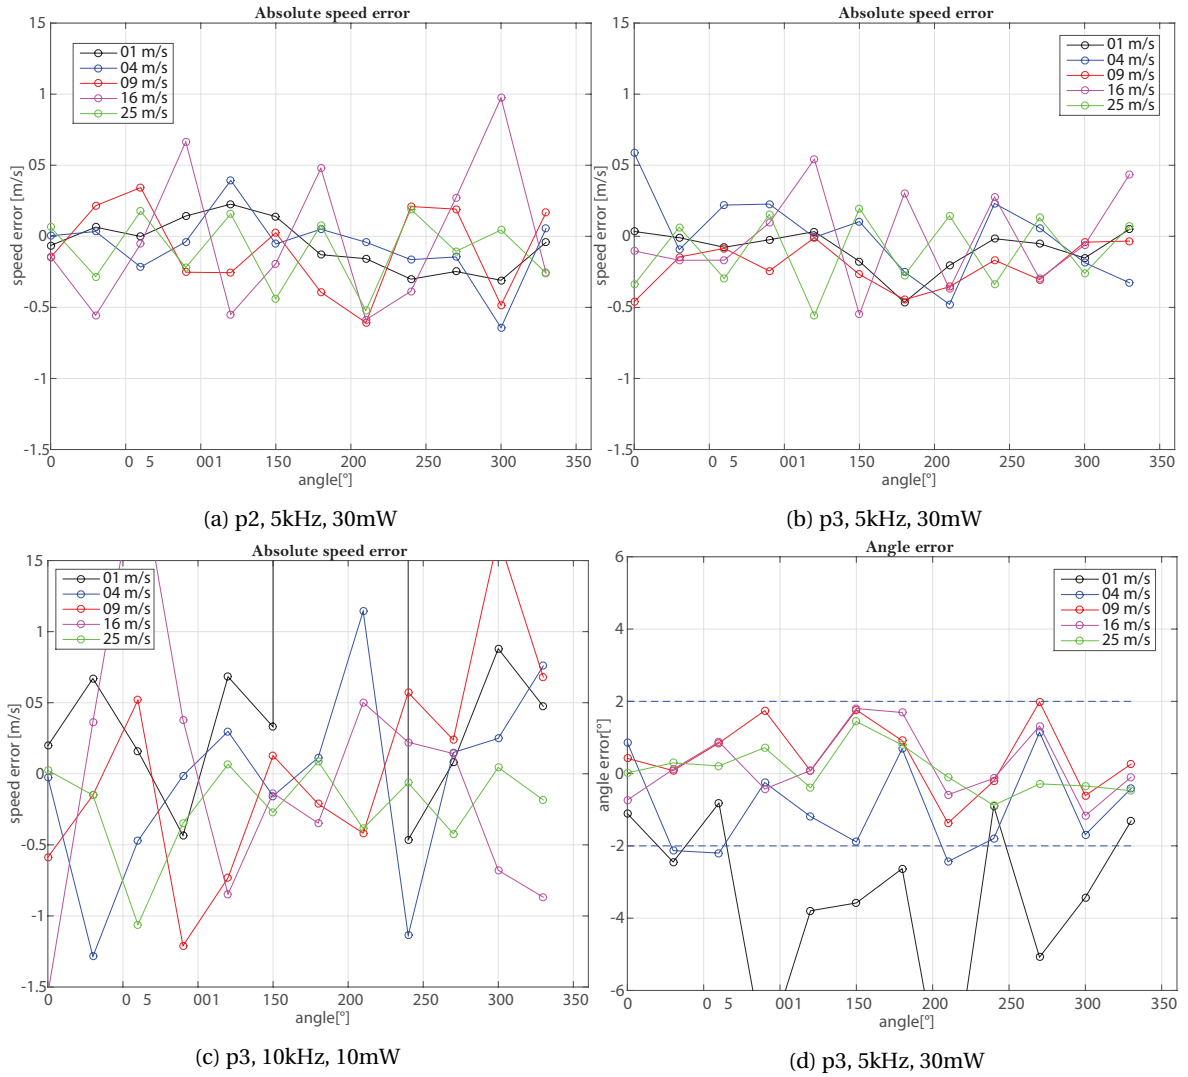 Absolute speed error
15
1
05
0
-0.5
-1
-1.5
speed error [m/s]
01 m/s
04 m/s
09 m/s
16 m/s
25 m/s
0 0 5 001 150 200 250 300 350
angle[°]
(a) p2, 5kHz, 30mW
Absolute speed error
15
1
05
0
-0.5
-1
-1.5
speed error [m/s]
01 m/s
04 m/s
09 m/s
16 m/s
25 m/s
0 0 5 001 150 200 250 300 350
angle[°]
(b) p3, 5kHz, 30mW
Absolute speed error
15
1
05
0
-0.5
-1
-1.5
speed error [m/s]
01 m/s
04 m/s
09 m/s
16 m/s
25 m/s
0 0 5 001 150 200 250 300 350
angle[°]
(c) p3, 10kHz, 10mW
Angle error
6
4
2
0
-2
-4
-6
angle error[°]
01 m/s
04 m/s
09 m/s
16 m/s
25 m/s
0 0 5 001 150 200 250 300 350
angle[°]
(d) p3, 5kHz, 30mW